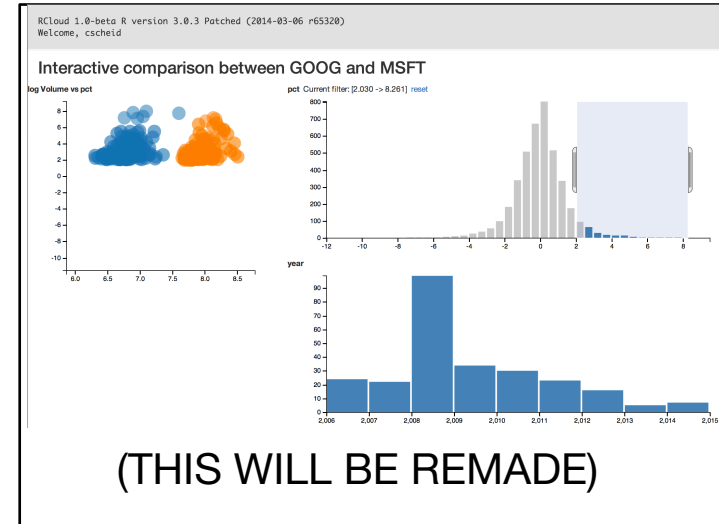 RCloud 1.0-beta R version 3.0.3 Patched (2014-03-06 r65320)
Welcome, cscheid
Interactive comparison between GOOG and MSFT
log Volume vs pct
8
6
4
2
0
-2
-4
-6
-8
-10
6.0 6.5 7.0 7.5 8.0 8.5
pct Current filter: [2.030 -> 8.261] reset
800
700
600
500
400
300
200
100
0
-12 -10 -8 -6 -4 -2 0 2 4 6 8
year
90
80
70
60
50
40
30
20
10
0
2,006 2,007 2,008 2,009 2,010 2,011 2,012 2,013 2,014 2,015
(THIS WILL BE REMADE)